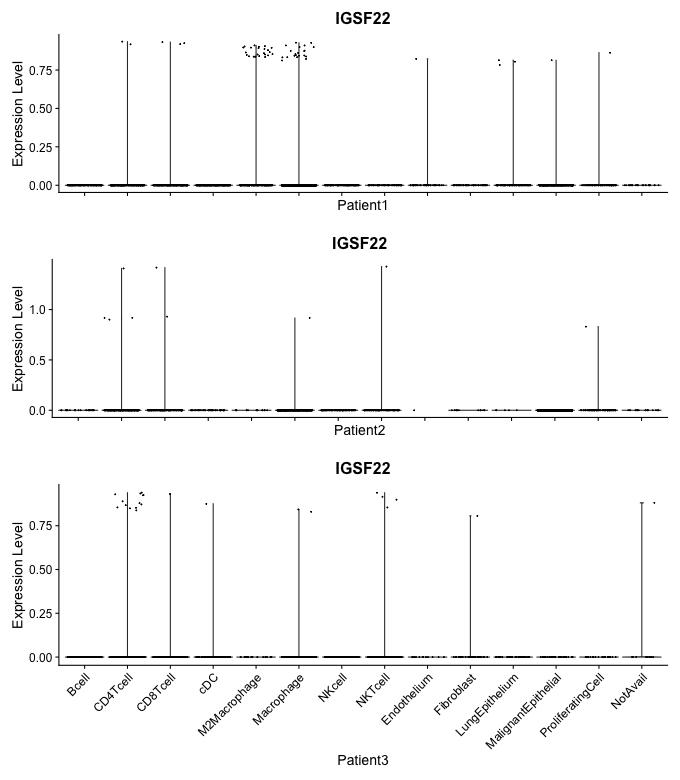 IGSF22
Expression Level
0.75
0.50
0.25
0.00
Patient1
IGSF22
Expression Level
1.0
0.5
0.0
Patient2
IGSF22
Expression Level
0.75
0.50
0.25
0.00
Bcell
CD4Tcell
CD8Tcell
cDC
M2Macrophage
Macrophage
NKcell
NKTcell
Endothelium
Fibroblast
LungEpithelium
MalignantEpithelial
ProliferatingCell
NotAvail
Patient3